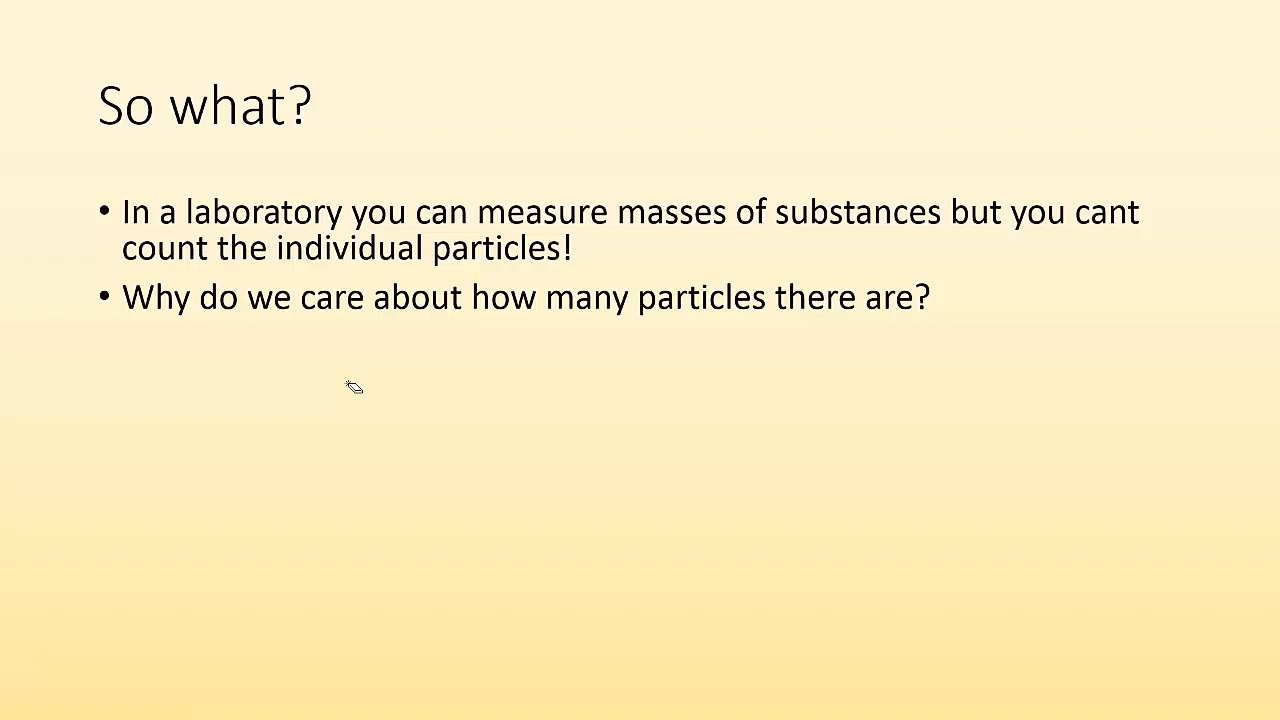 So what?
• In a laboratory you can measure masses of substances but you cant
count the individual particles!
• Why do we care about how many particles there are?